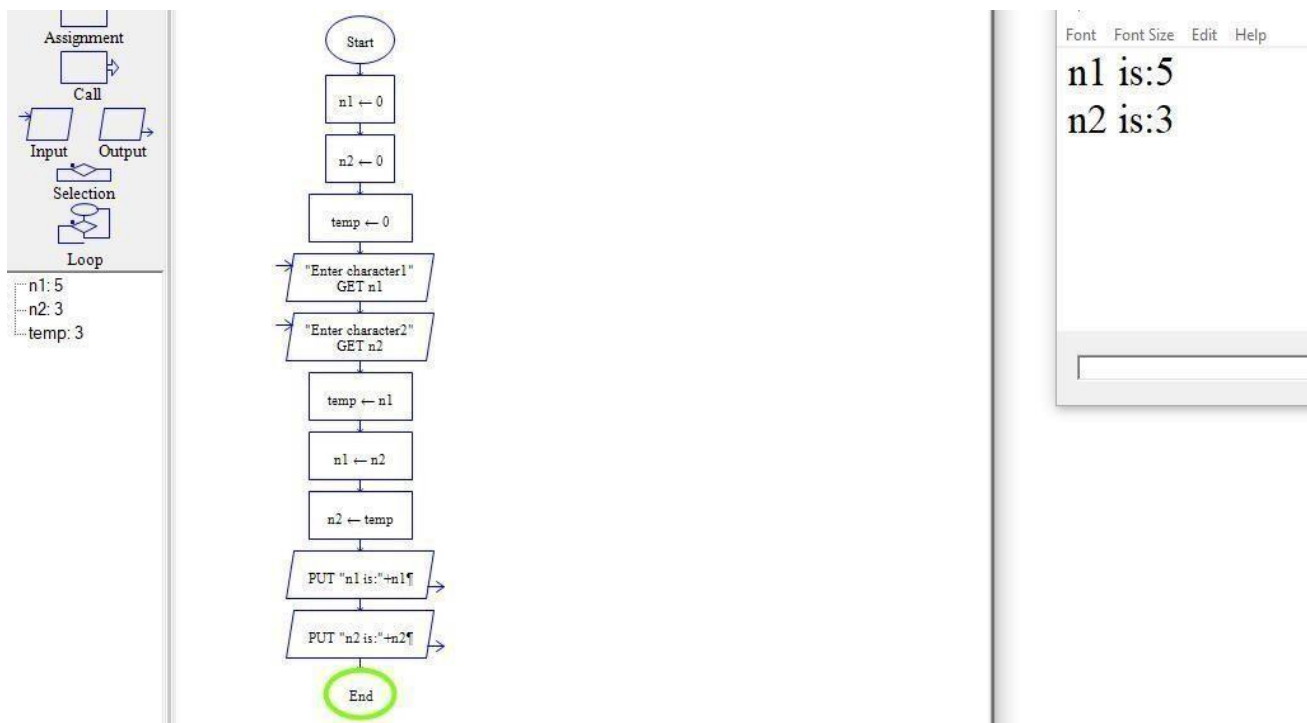 Assignment
Call
Input Output
Selection
Loop
n1: 5
n2: 3
temp: 3
Start
n1 ← 0
n2 ← 0
temp ← 0
"Enter character1"
GET n1
"Enter character2"
GET n2
temp ← n1
n1 ← n2
n2 ← temp
PUT "n1 is:"+n1¶
PUT "n2 is:"+n2¶
End
Font Font Size Edit Help
n1 is:5
n2 is:3